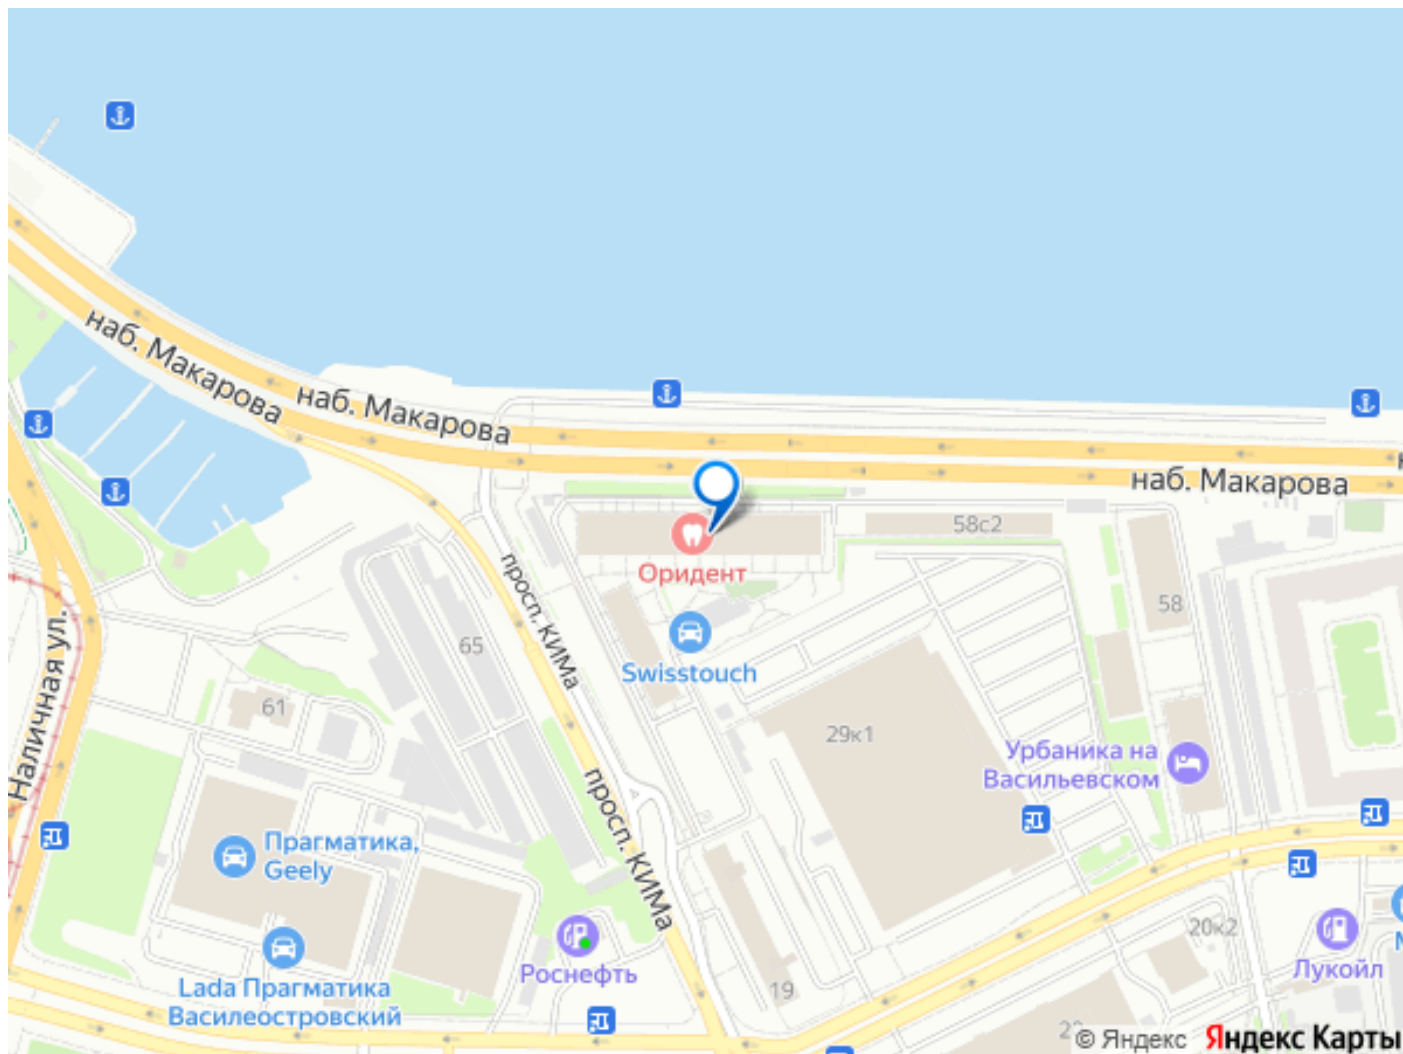 наб. Макарова
наб. Макарова
наб. Макарова
58с2
Оридент
просп. КИМа
58
65
Swisstouch
Наличная ул.
61
29к1
Урбаника на
Васильевском
просп. КИМа
Прагматика,
Geely
20к2
Роснефть
Лукойл
Lada Прагматика
Василеостровский
19
© Яндекс Яндекс Карты